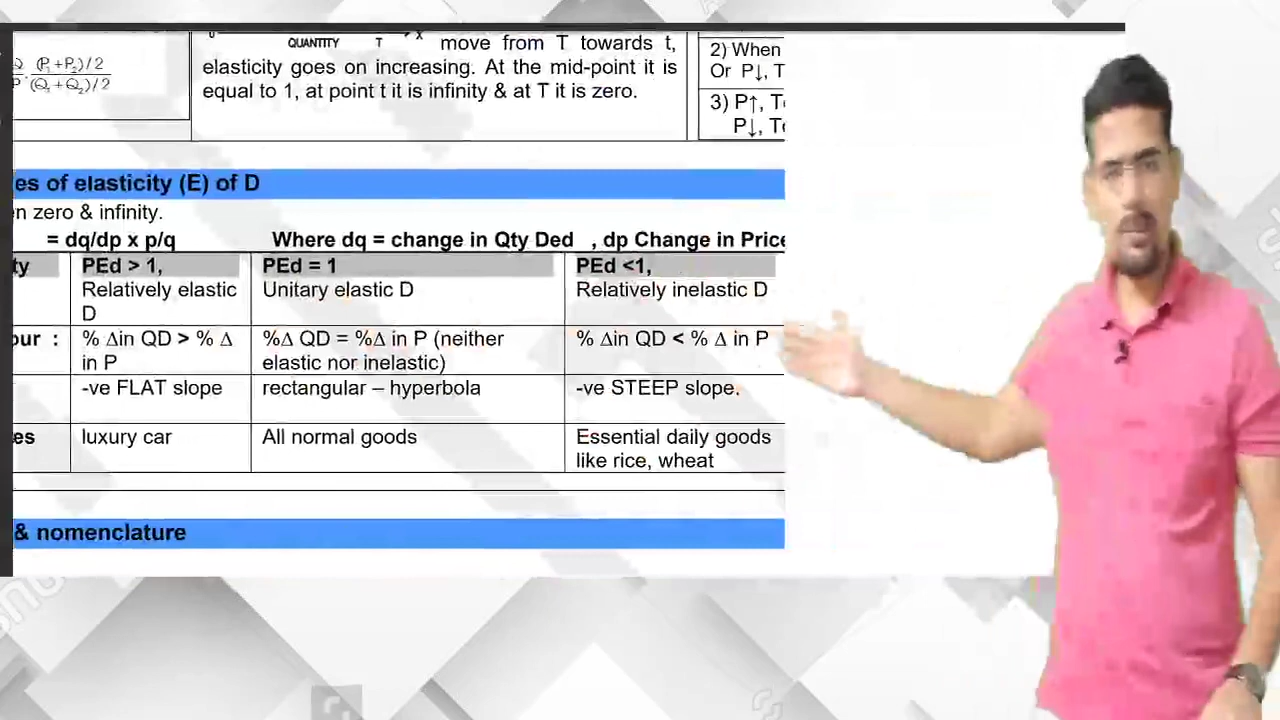 QUANTITY T x
move from T towards t,
elasticity goes on increasing. At the mid-point it is
equal to 1, at point t it is infinity & at T it is zero.
(P₁+P₂)/2
(Q₁+Q₂)/2
2) When
Or P↓, T
3) P↑, T
P↓, T
es of elasticity (E) of D
n zero & infinity.
= dq/dp x p/q Where dq = change in Qty Ded , dp Change in Price
ty PEd > 1, PEd = 1 PEd <1,
Relatively elastic Unitary elastic D Relatively inelastic D
D
our : % ∆in QD > % ∆ %∆ QD = %∆ in P (neither % ∆in QD < % ∆ in P
in P elastic nor inelastic)
-ve FLAT slope rectangular – hyperbola -ve STEEP slope.
es luxury car All normal goods Essential daily goods
like rice, wheat
& nomenclature